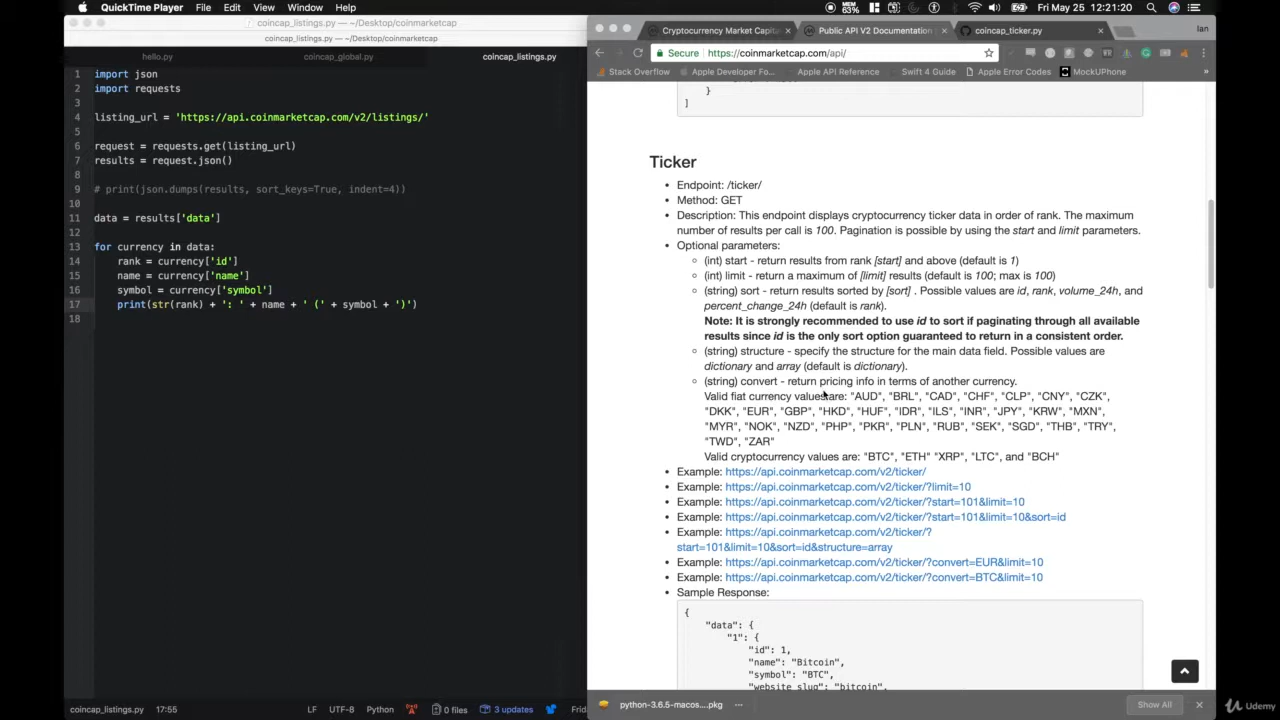 QuickTime Player File Edit View Window Help
MEM 63% Fri May 25 12:21:20
coincap_listings.py — ~/Desktop/coinmarketcap
coincap_listings.py — ~/Desktop/coinmarketcap
hello.py coincap_global.py coincap_listings.py
1 import json
2 import requests
3
4 listing_url = 'https://api.coinmarketcap.com/v2/listings/'
5
6 request = requests.get(listing_url)
7 results = request.json()
8
9 # print(json.dumps(results, sort_keys=True, indent=4))
10
11 data = results['data']
12
13 for currency in data:
14 rank = currency['id']
15 name = currency['name']
16 symbol = currency['symbol']
17 print(str(rank) + ': ' + name + ' (' + symbol + ')')
18
coincap_listings.py 17:55 LF UTF-8 Python 0 files 3 updates Frid
Cryptocurrency Market Capita Public API V2 Documentation coincap_ticker.py Ian
Secure https://coinmarketcap.com/api/
Stack Overflow Apple Developer Fo... Apple API Reference Swift 4 Guide Apple Error Codes MockUPhone »
}
]
Ticker
• Endpoint: /ticker/
• Method: GET
• Description: This endpoint displays cryptocurrency ticker data in order of rank. The maximum
number of results per call is 100. Pagination is possible by using the start and limit parameters.
• Optional parameters:
◦ (int) start - return results from rank [start] and above (default is 1)
◦ (int) limit - return a maximum of [limit] results (default is 100; max is 100)
◦ (string) sort - return results sorted by [sort] . Possible values are id, rank, volume_24h, and
percent_change_24h (default is rank).
Note: It is strongly recommended to use id to sort if paginating through all available
results since id is the only sort option guaranteed to return in a consistent order.
◦ (string) structure - specify the structure for the main data field. Possible values are
dictionary and array (default is dictionary).
◦ (string) convert - return pricing info in terms of another currency.
Valid fiat currency values are: "AUD", "BRL", "CAD", "CHF", "CLP", "CNY", "CZK",
"DKK", "EUR", "GBP", "HKD", "HUF", "IDR", "ILS", "INR", "JPY", "KRW", "MXN",
"MYR", "NOK", "NZD", "PHP", "PKR", "PLN", "RUB", "SEK", "SGD", "THB", "TRY",
"TWD", "ZAR"
Valid cryptocurrency values are: "BTC", "ETH" "XRP", "LTC", and "BCH"
• Example: https://api.coinmarketcap.com/v2/ticker/
• Example: https://api.coinmarketcap.com/v2/ticker/?limit=10
• Example: https://api.coinmarketcap.com/v2/ticker/?start=101&limit=10
• Example: https://api.coinmarketcap.com/v2/ticker/?start=101&limit=10&sort=id
• Example: https://api.coinmarketcap.com/v2/ticker/?
start=101&limit=10&sort=id&structure=array
• Example: https://api.coinmarketcap.com/v2/ticker/?convert=EUR&limit=10
• Example: https://api.coinmarketcap.com/v2/ticker/?convert=BTC&limit=10
• Sample Response:
{
"data": {
"1": {
"id": 1,
"name": "Bitcoin",
"symbol": "BTC",
"website_slug": "bitcoin",
python-3.6.5-macos....pkg Show All
Udemy